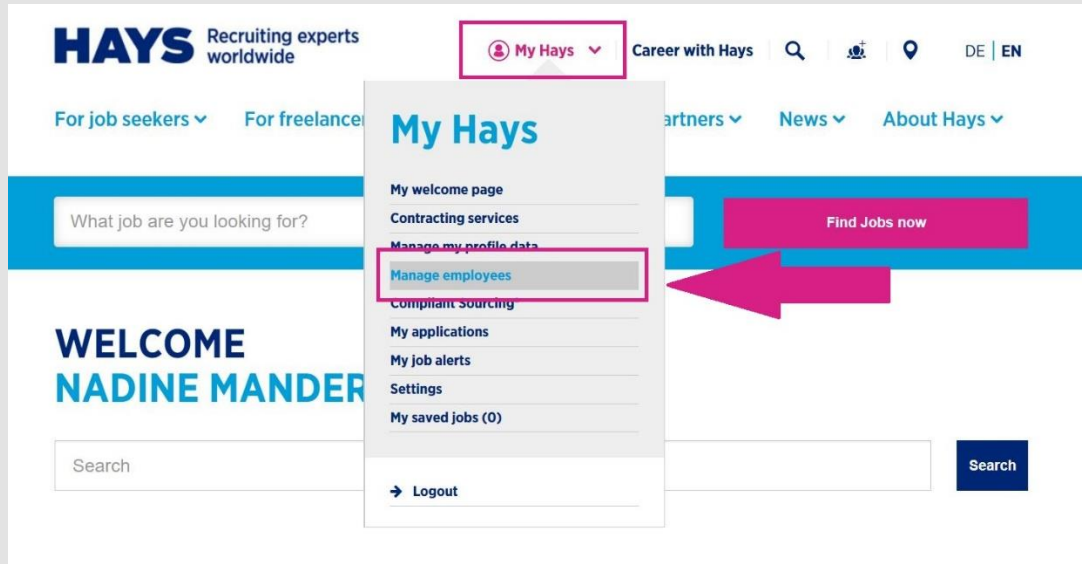 HAYS Recruiting experts
worldwide
My Hays
Career with Hays
DE | EN
For job seekers
For freelancer
artners
News
About Hays
My Hays
My welcome page
Contracting services
Manage my profile data
Manage employees
Compliant Sourcing
My applications
My job alerts
Settings
My saved jobs (0)
Logout
What job are you looking for?
Find Jobs now
WELCOME
NADINE MANDER
Search
Search